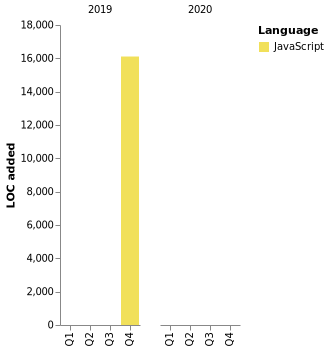 2019 2020
Language
JavaScript
LOC added
18,000
16,000
14,000
12,000
10,000
8,000
6,000
4,000
2,000
0
Q1 Q2 Q3 Q4 Q1 Q2 Q3 Q4